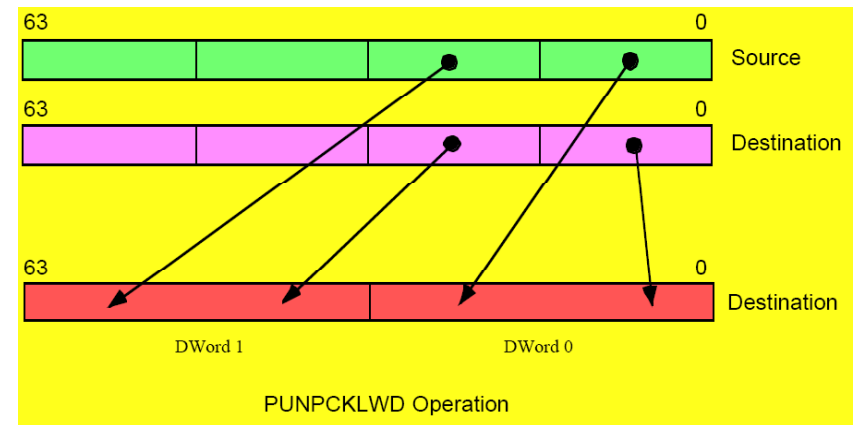 63 0
Source
63 0
Destination
63 0
Destination
DWord 1 DWord 0
PUNPCKLWD Operation